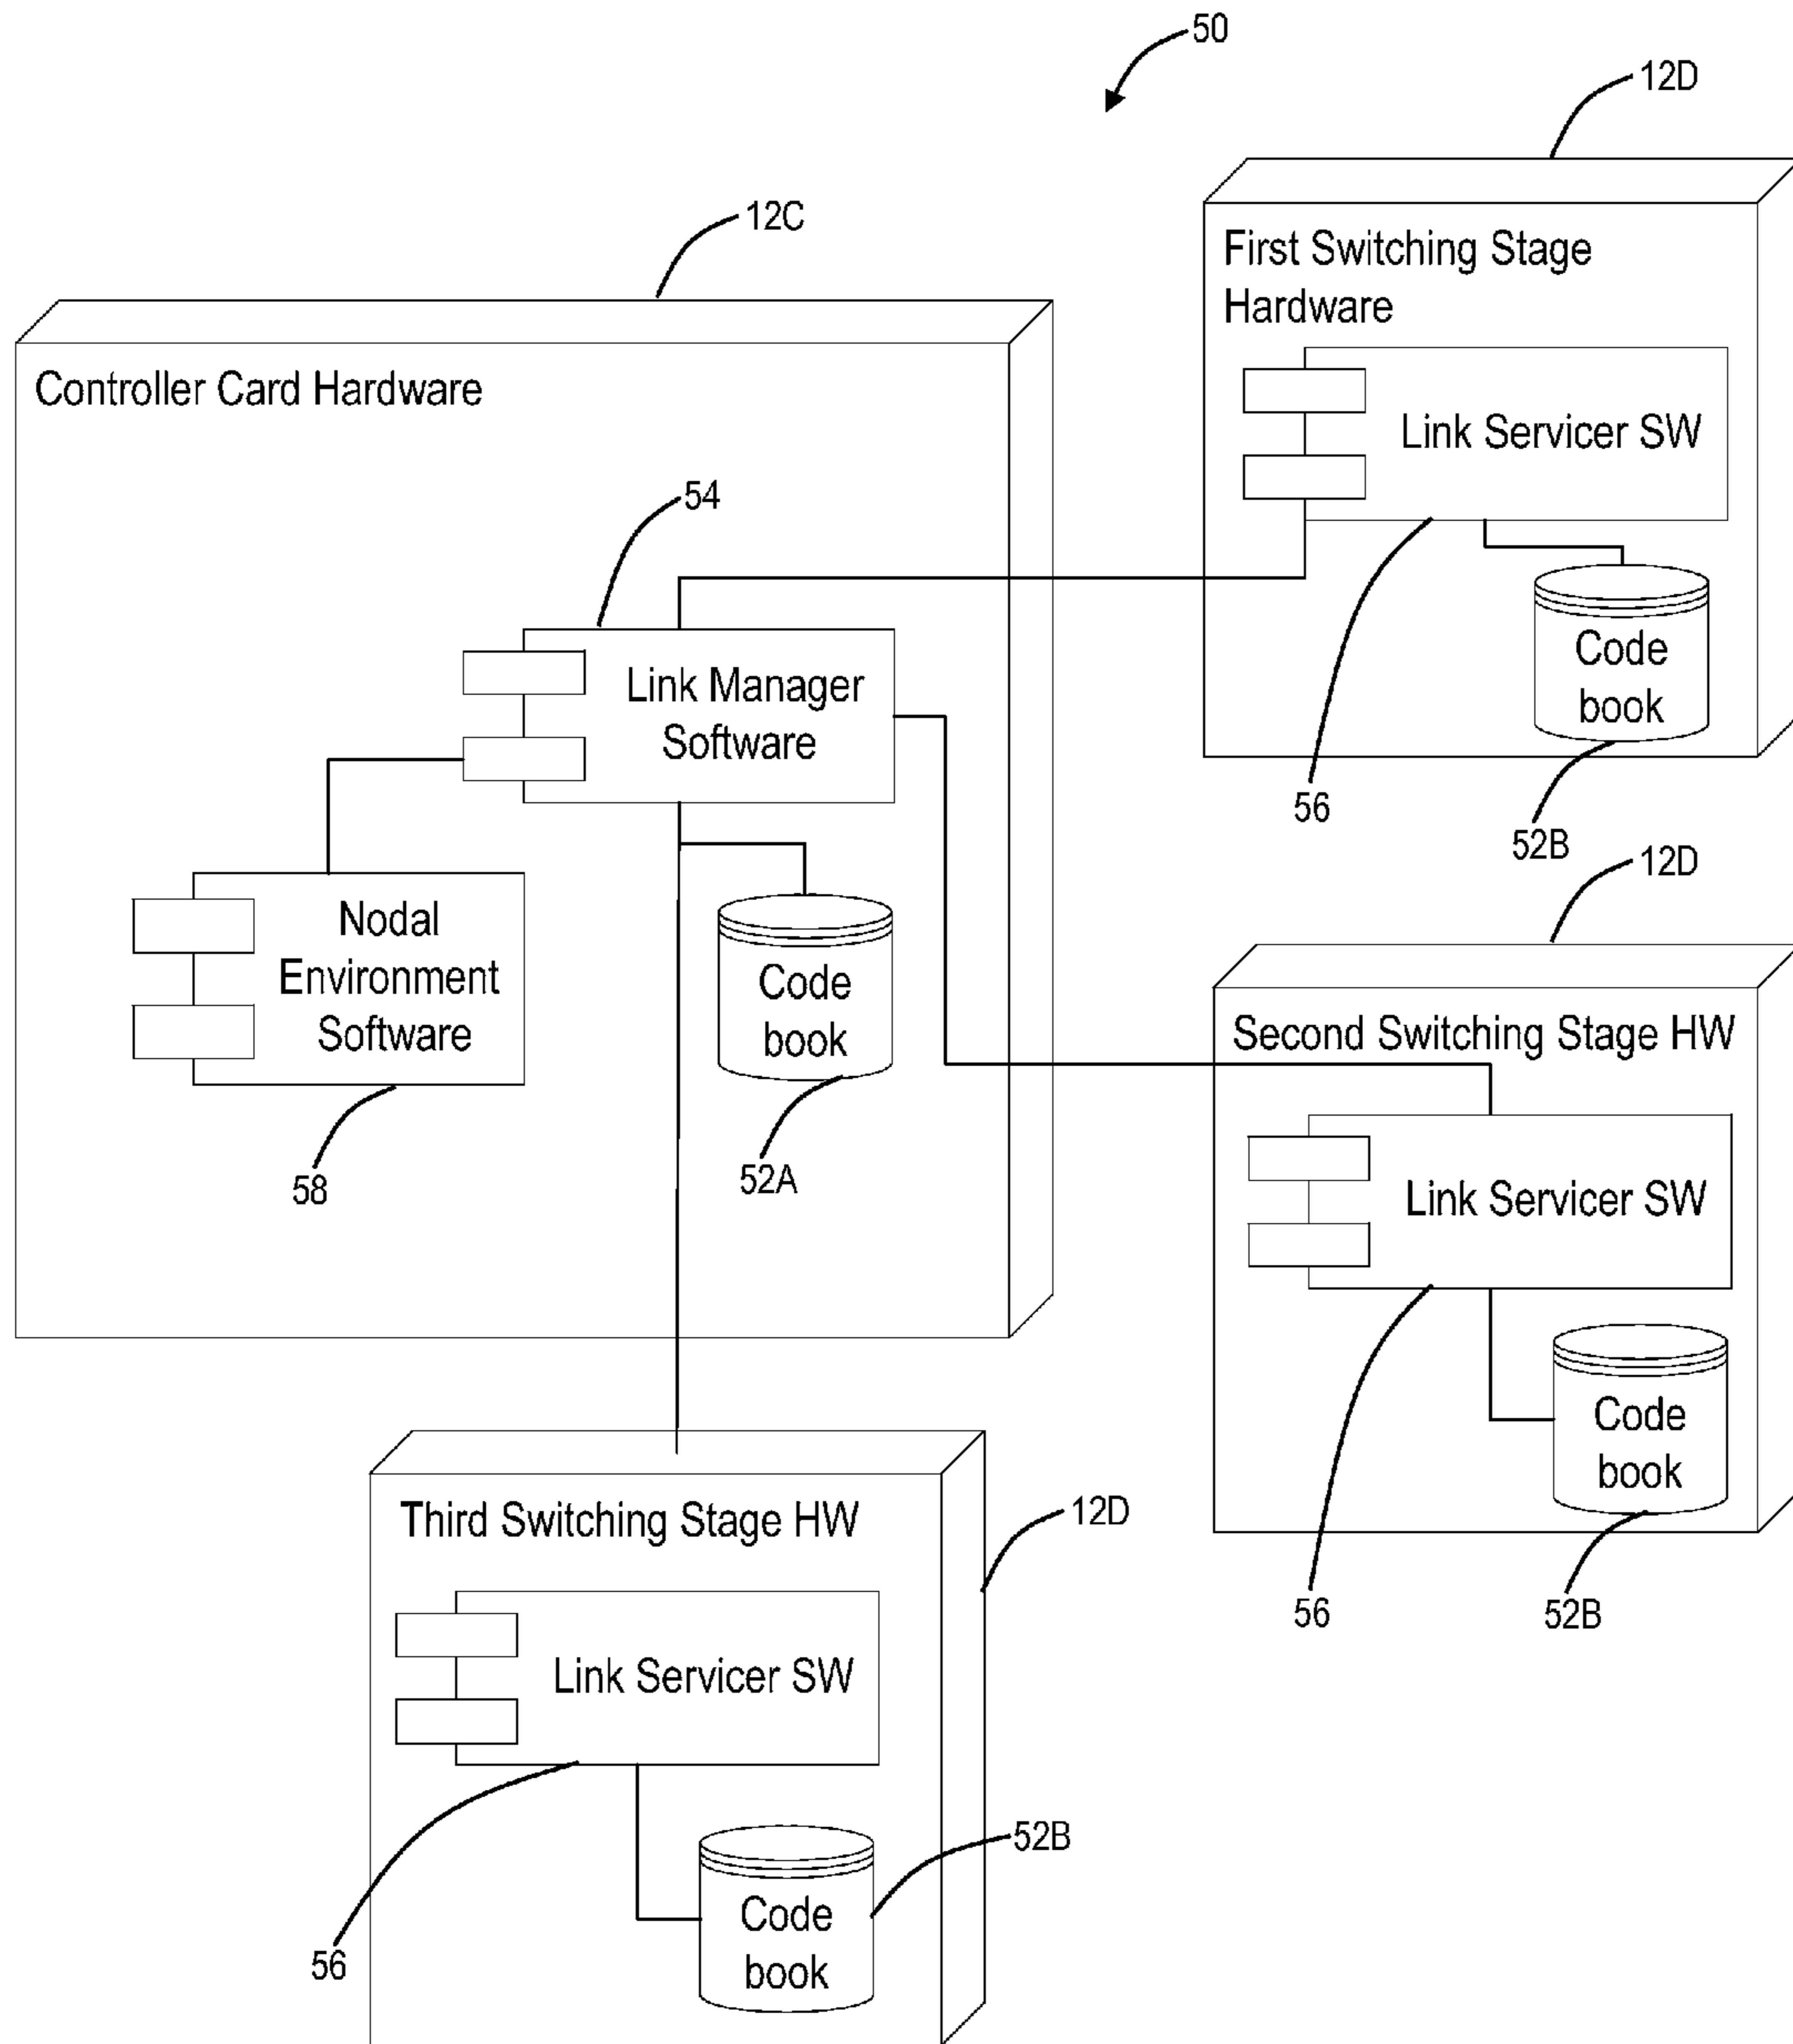 50
12D
12C
First Switching Stage
Hardware
Controller Card Hardware
Link Servicer SW
54
Code
book
Link Manager
Software
56
52B
12D
Nodal
Environment
Software
Code
book
Second Switching Stage HW
58
52A
Link Servicer SW
Code
book
Third Switching Stage HW
12D
56
52B
Link Servicer SW
52B
Code
book
56